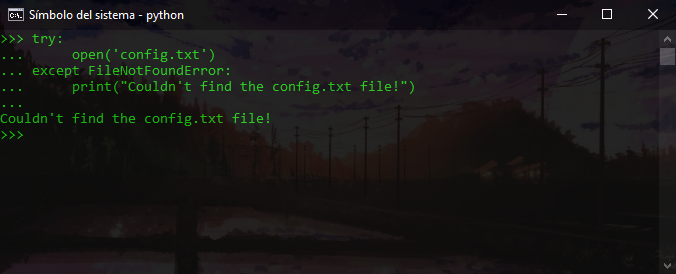 Símbolo del sistema - python
>>> try:
...      open('config.txt')
... except FileNotFoundError:
...      print("Couldn't find the config.txt file!")
...
Couldn't find the config.txt file!
>>>